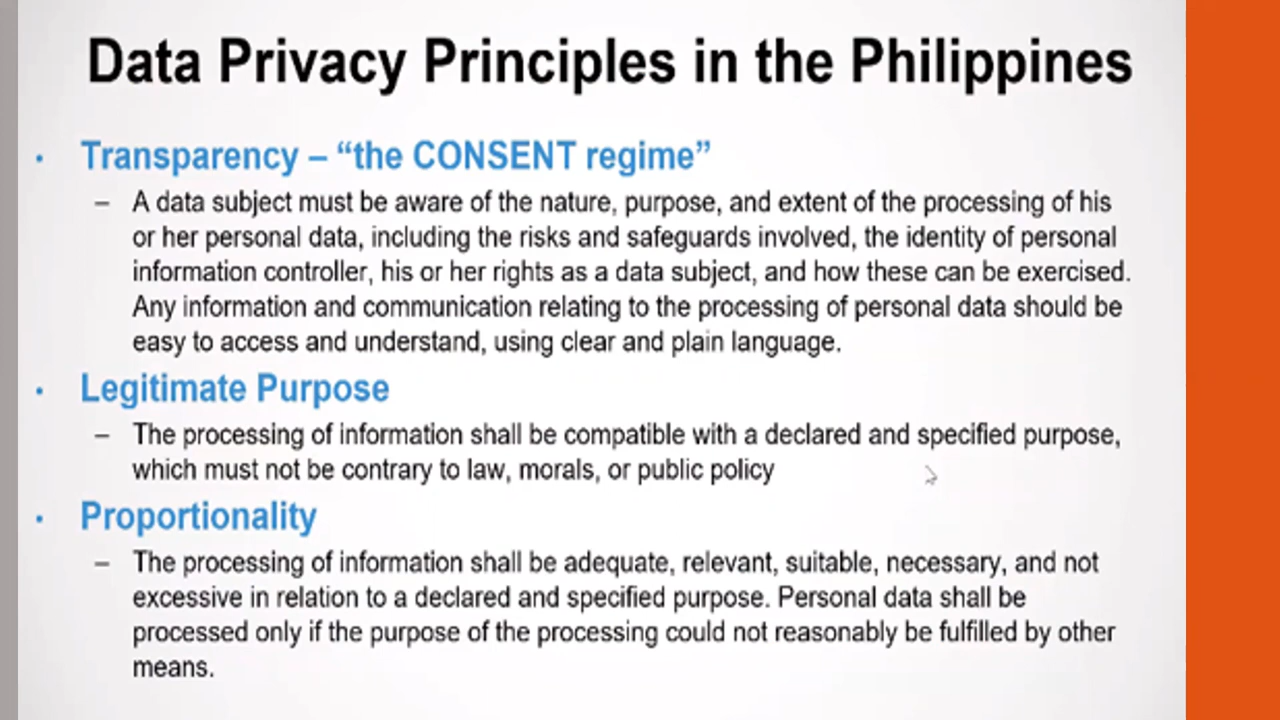 Data Privacy Principles in the Philippines
• Transparency – “the CONSENT regime”
– A data subject must be aware of the nature, purpose, and extent of the processing of his
or her personal data, including the risks and safeguards involved, the identity of personal
information controller, his or her rights as a data subject, and how these can be exercised.
Any information and communication relating to the processing of personal data should be
easy to access and understand, using clear and plain language.
• Legitimate Purpose
– The processing of information shall be compatible with a declared and specified purpose,
which must not be contrary to law, morals, or public policy
• Proportionality
– The processing of information shall be adequate, relevant, suitable, necessary, and not
excessive in relation to a declared and specified purpose. Personal data shall be
processed only if the purpose of the processing could not reasonably be fulfilled by other
means.